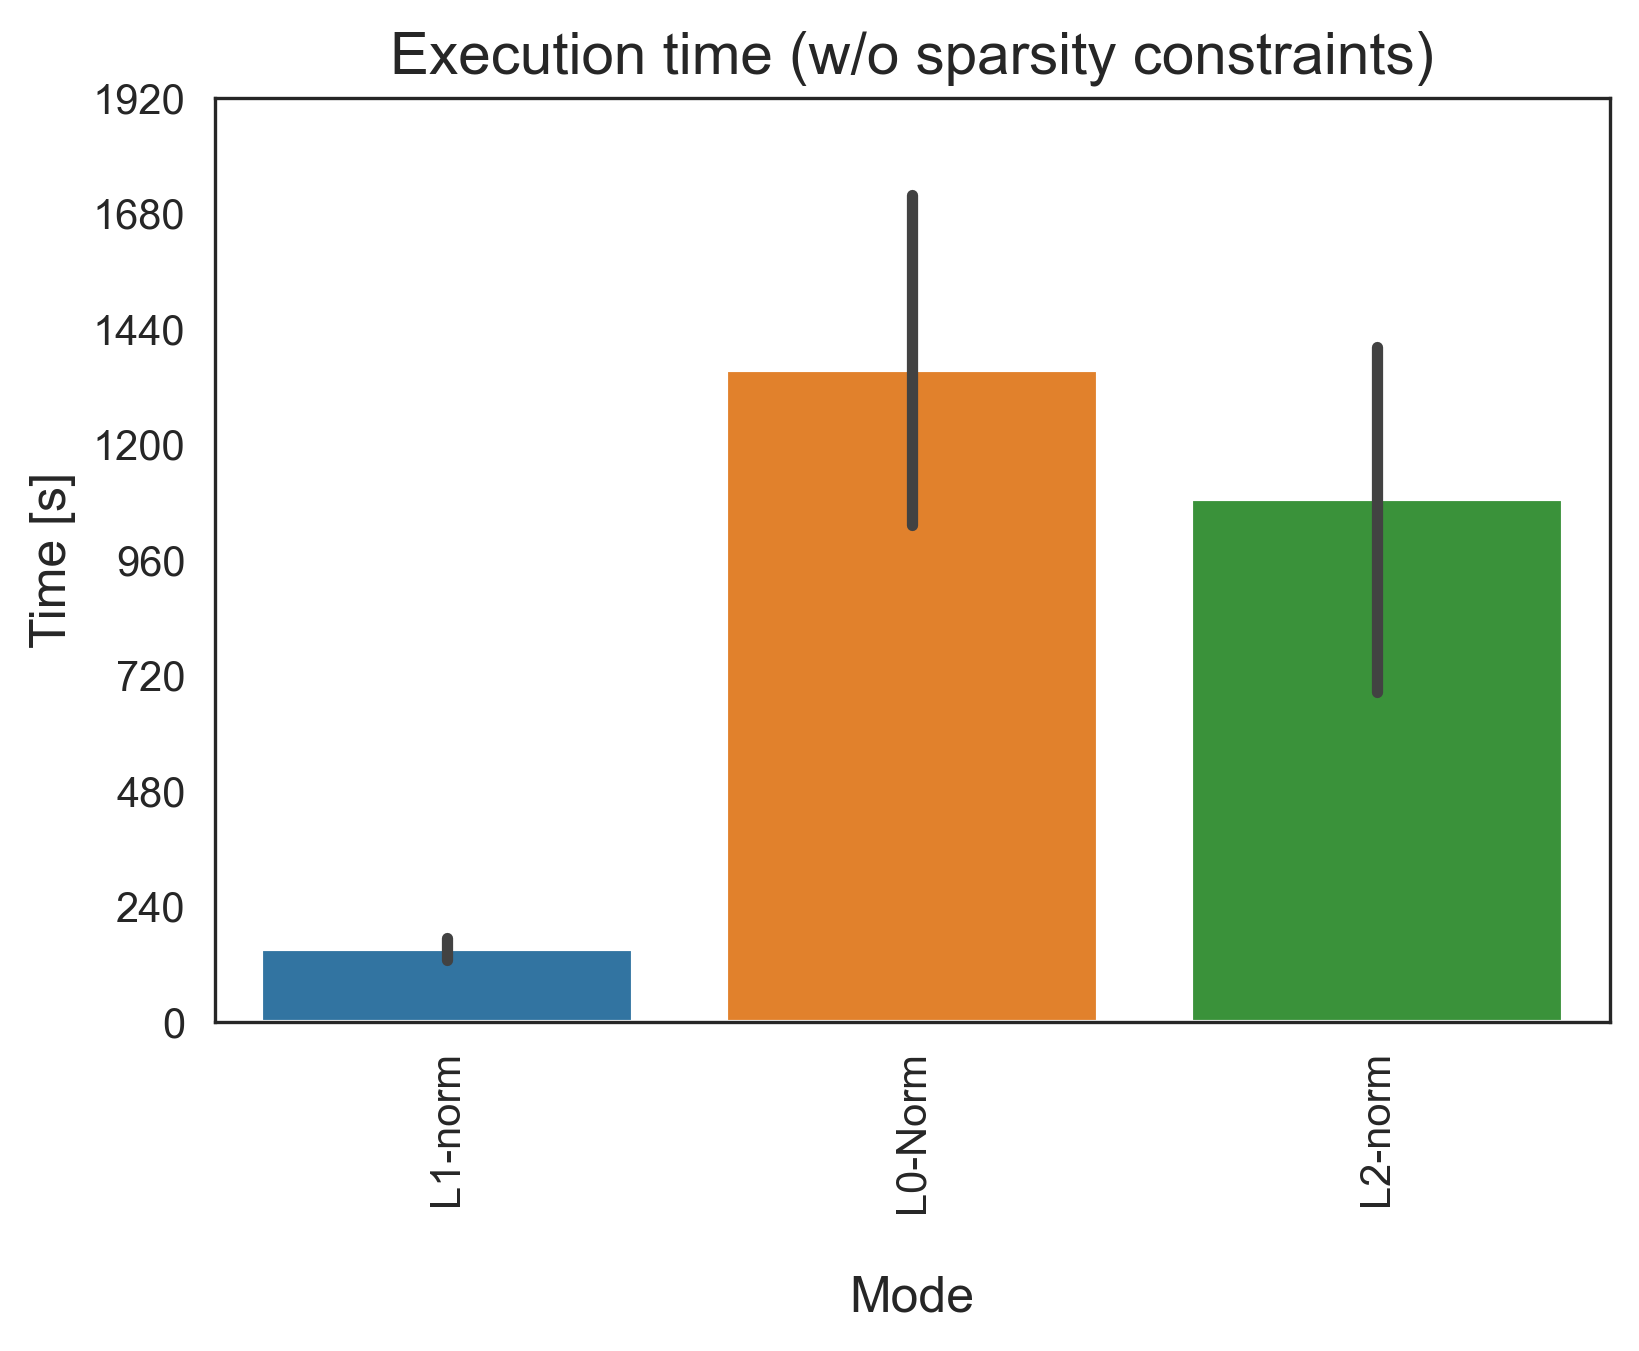 Execution time (w/o sparsity constraints)
1920
1680
1440
1200
960
720
480
240
0
Time [s]
L1-norm
L0-Norm
L2-norm
Mode